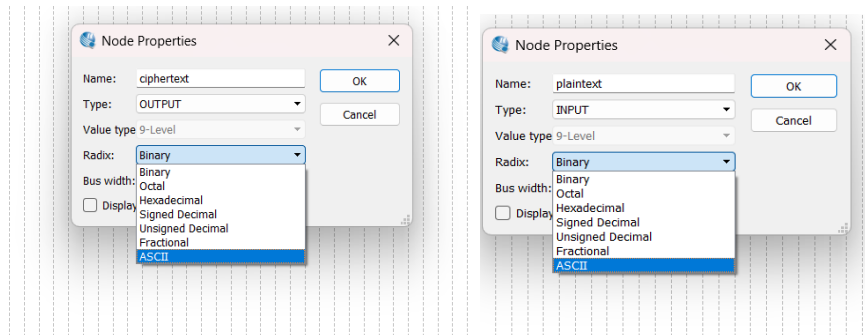 Node Properties
Name: ciphertext
OK
Type: OUTPUT
Cancel
Value type 9-Level
Radix: Binary
Binary
Bus width:
Octal
Hexadecimal
Display
Signed Decimal
Unsigned Decimal
Fractional
ASCII
Node Properties
Name: plaintext
OK
Type: INPUT
Cancel
Value type 9-Level
Radix: Binary
Binary
Bus width:
Octal
Hexadecimal
Display
Signed Decimal
Unsigned Decimal
Fractional
ASCII